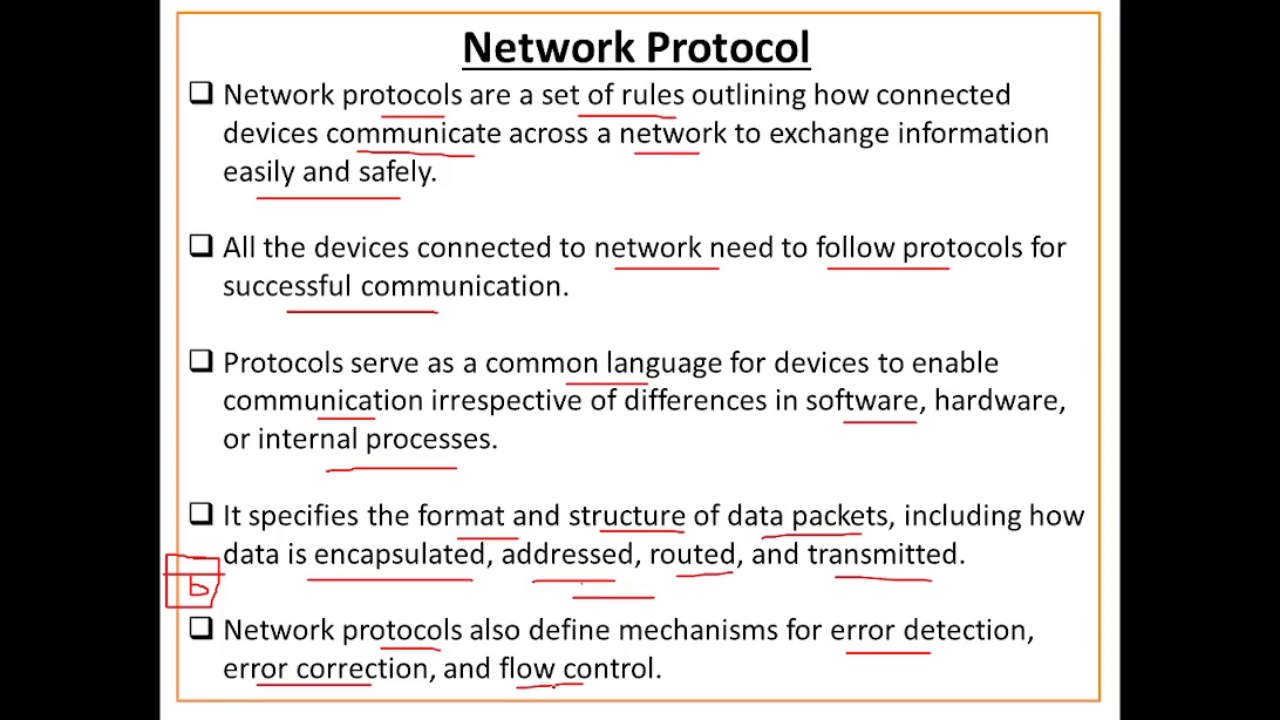 Network Protocol
❑ Network protocols are a set of rules outlining how connected
devices communicate across a network to exchange information
easily and safely.
❑ All the devices connected to network need to follow protocols for
successful communication.
❑ Protocols serve as a common language for devices to enable
communication irrespective of differences in software, hardware,
or internal processes.
❑ It specifies the format and structure of data packets, including how
data is encapsulated, addressed, routed, and transmitted.
D
❑ Network protocols also define mechanisms for error detection,
error correction, and flow control.